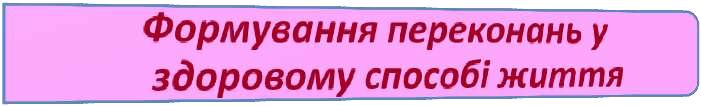 Формування переконань у
здоровому способі життя